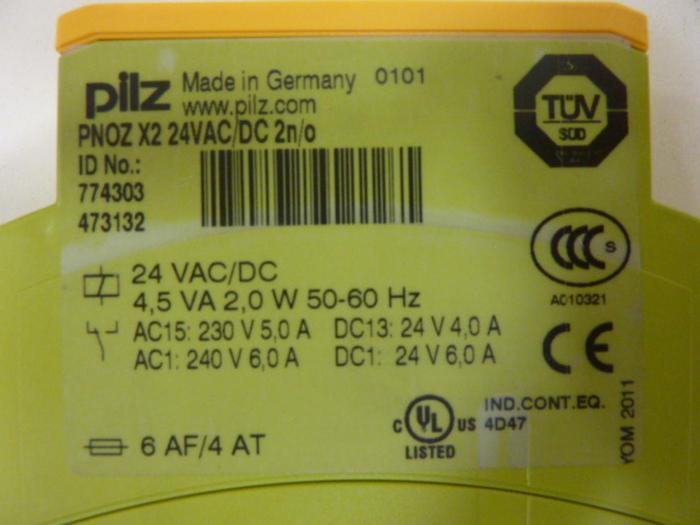 pilz Made in Germany 0101
www.pilz.com
PNOZ X2 24VAC/DC 2n/o
ID No.:
774303
473132
TÜV
SÜD
CCC S
A010321
24 VAC/DC
4,5 VA 2,0 W 50-60 Hz
AC15: 230 V 5,0 A DC13: 24 V 4,0 A
AC1: 240 V 6,0 A DC1: 24 V 6,0 A
CE
6 AF/4 AT
C UL US
LISTED
IND.CONT.EQ.
4D47
YOM 2011